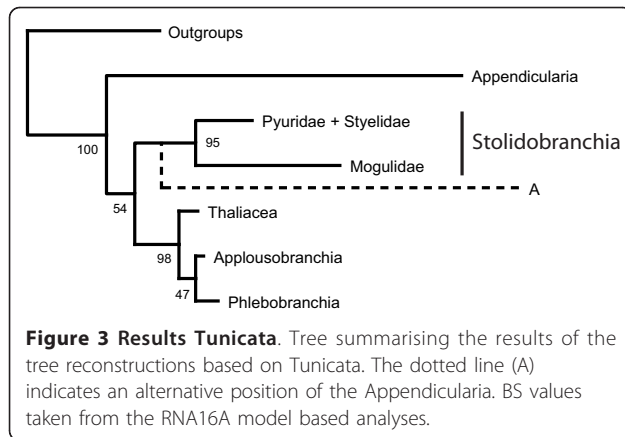 Outgroups
Appendicularia
100
Pyuridae + Styelidae
95
Stolidobranchia
Mogulidae
A
54
Thaliacea
98
Applousobranchia
47
Phlebobranchia
Figure 3 Results Tunicata. Tree summarising the results of the
tree reconstructions based on Tunicata. The dotted line (A)
indicates an alternative position of the Appendicularia. BS values
taken from the RNA16A model based analyses.